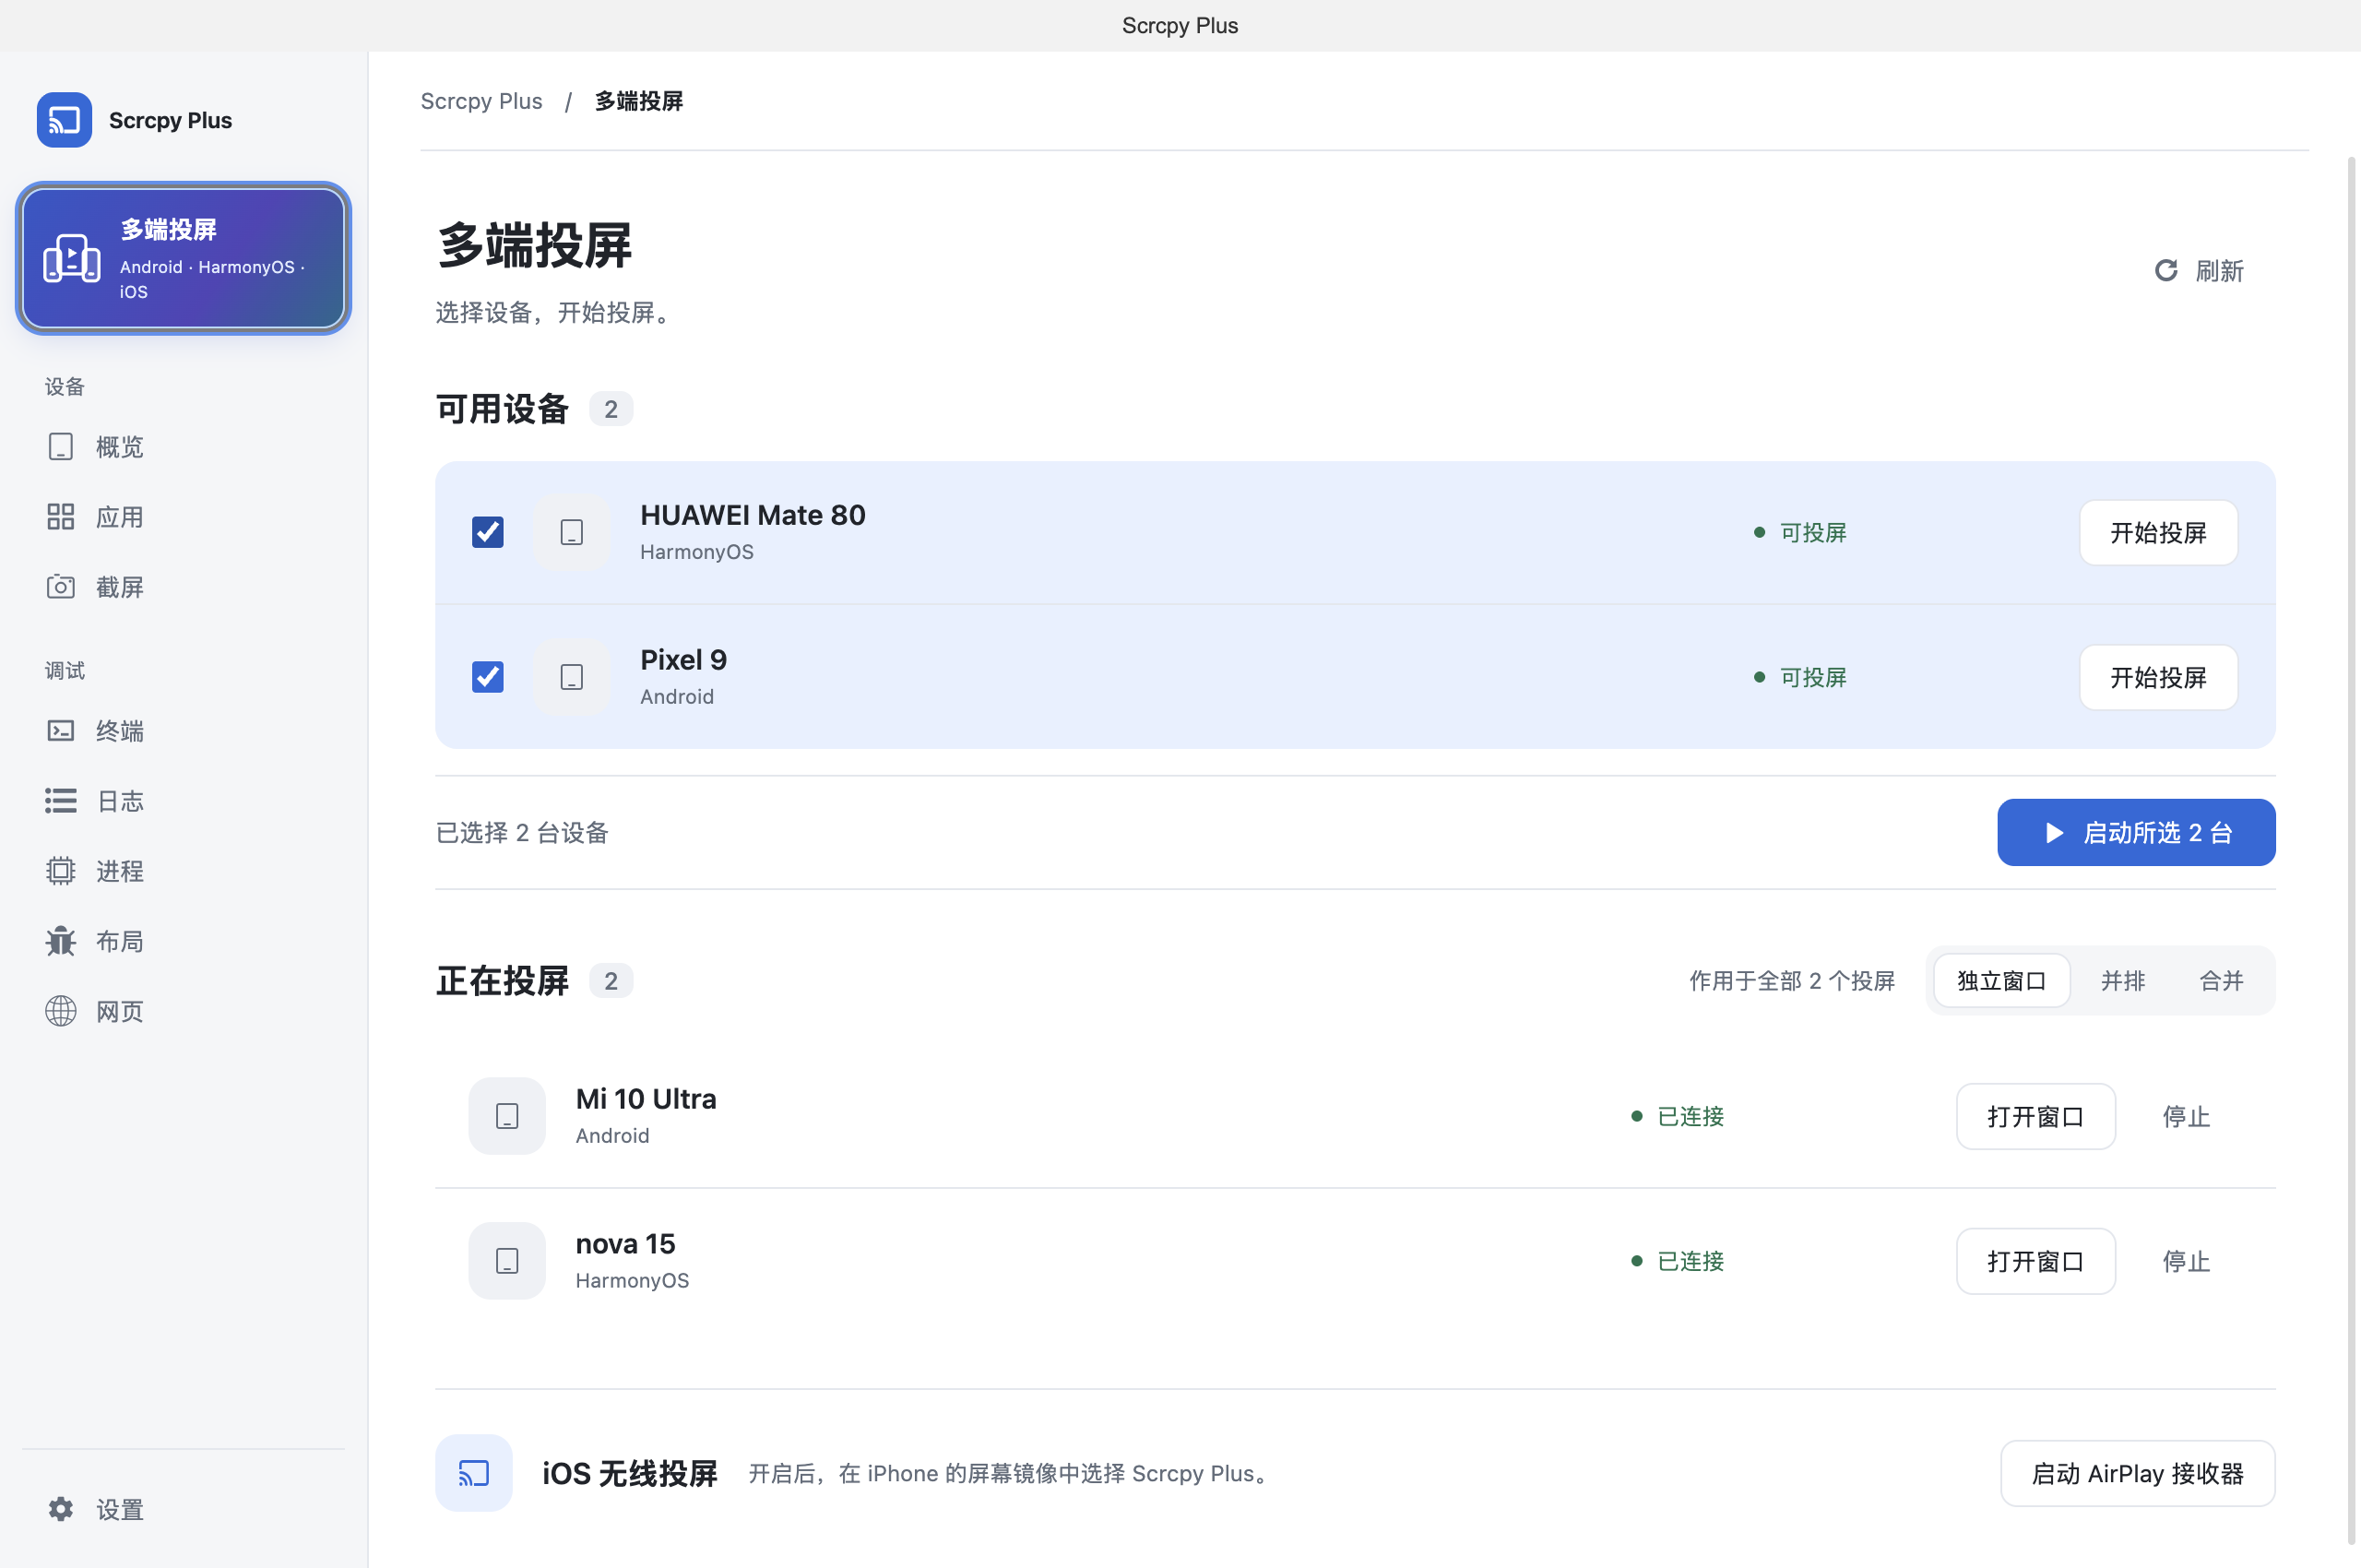 Scrcpy Plus
Scrcpy Plus
多端投屏
Android · HarmonyOS ·
iOS
设备
概览
应用
截屏
调试
终端
日志
进程
布局
网页
设置
Scrcpy Plus / 多端投屏
多端投屏
选择设备，开始投屏。
刷新
可用设备 2
HUAWEI Mate 80
HarmonyOS
可投屏
开始投屏
Pixel 9
Android
可投屏
开始投屏
已选择 2 台设备
启动所选 2 台
正在投屏 2
作用于全部 2 个投屏
独立窗口
并排
合并
Mi 10 Ultra
Android
已连接
打开窗口
停止
nova 15
HarmonyOS
已连接
打开窗口
停止
iOS 无线投屏
开启后，在 iPhone 的屏幕镜像中选择 Scrcpy Plus。
启动 AirPlay 接收器